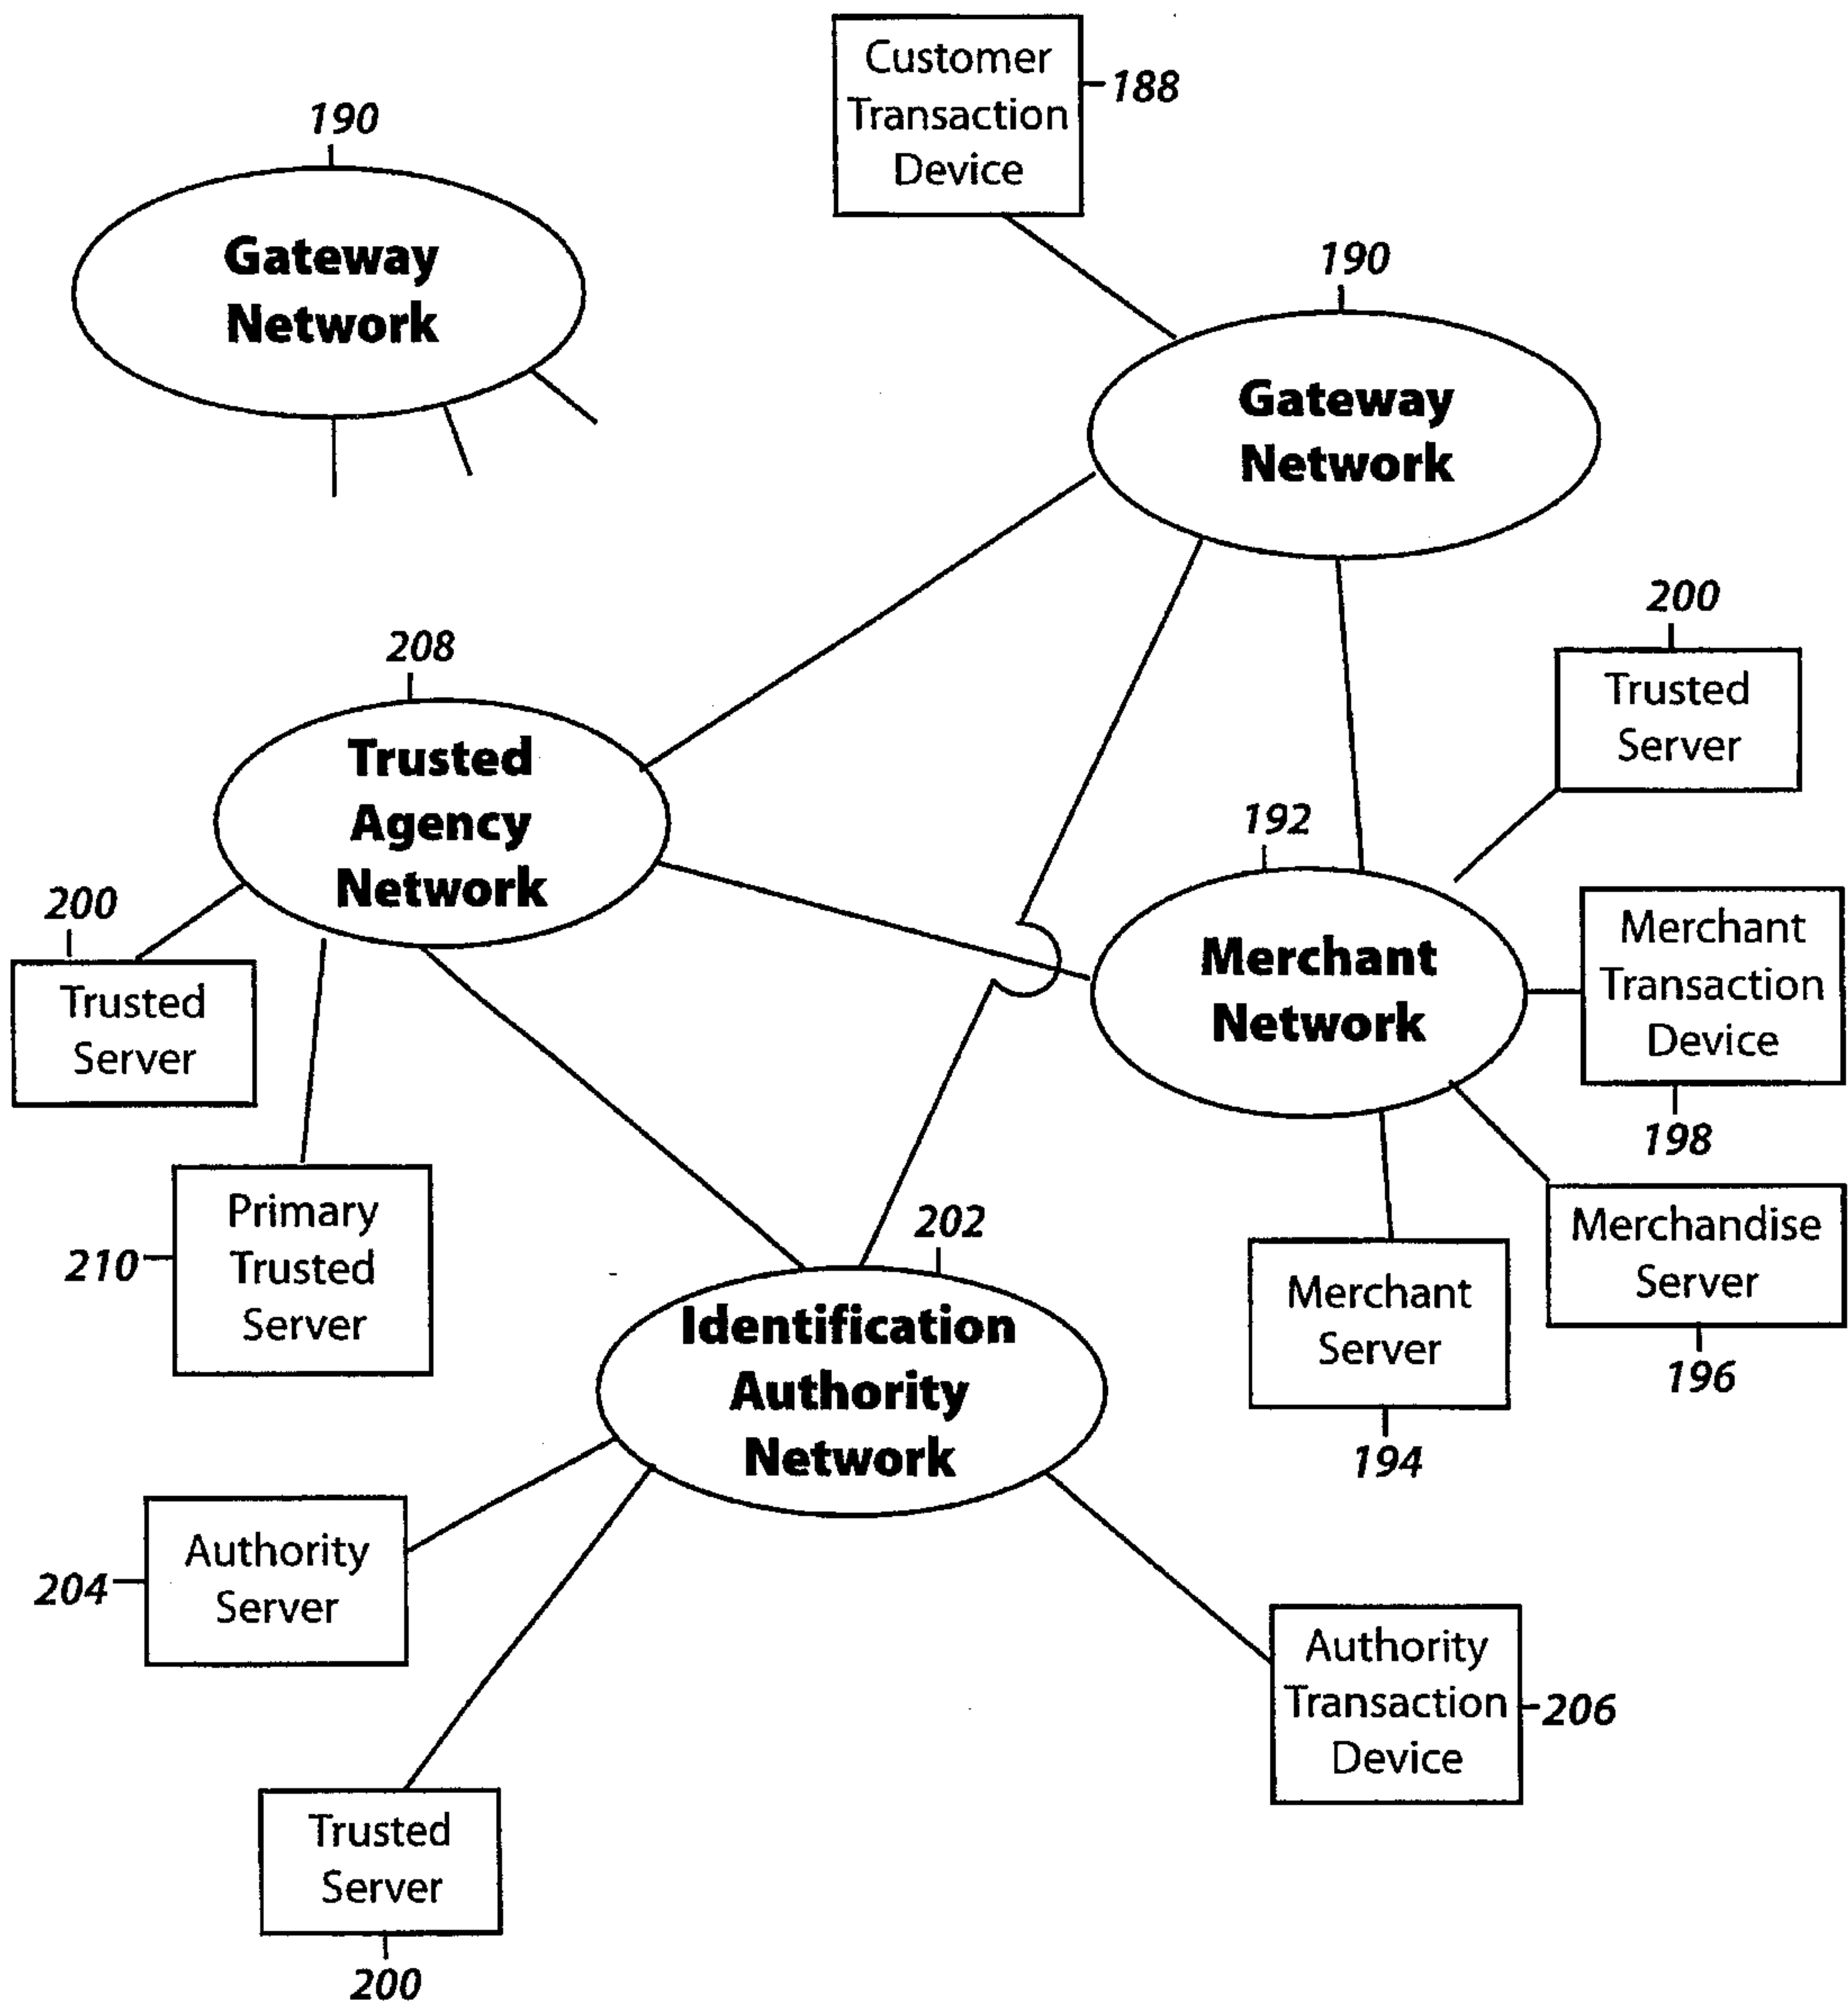 Customer
Transaction
Device
188
190
Gateway
Network
190
Gateway
Network
200
Trusted
Server
208
Trusted
Agency
Network
192
Merchant
Network
200
Trusted
Server
Merchant
Transaction
Device
198
Primary
Trusted
Server
210
202
Identification
Authority
Network
Merchandise
Server
196
Merchant
Server
194
Authority
Server
204
Authority
Transaction
Device
206
Trusted
Server
200